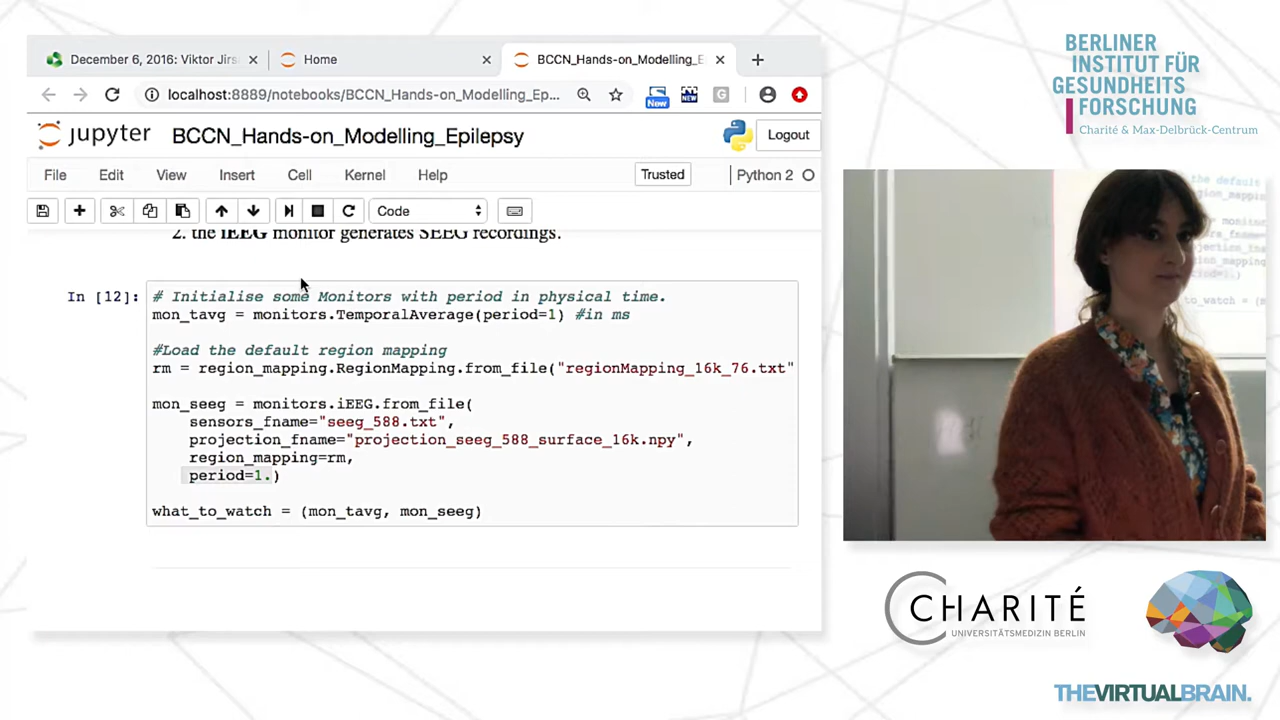 December 6, 2016: Viktor Jirs
Home
BCCN_Hands-on_Modelling_E
localhost:8889/notebooks/BCCN_Hands-on_Modelling_Ep...
New
NEW
G
jupyter BCCN_Hands-on_Modelling_Epilepsy
Logout
File Edit View Insert Cell Kernel Help
Trusted
Python 2
Code
2. the iEEG monitor generates SEEG recordings.
In [12]:
# Initialise some Monitors with period in physical time.
mon_tavg = monitors.TemporalAverage(period=1) #in ms
#Load the default region mapping
rm = region_mapping.RegionMapping.from_file("regionMapping_16k_76.txt"
mon_seeg = monitors.iEEG.from_file(
sensors_fname="seeg_588.txt",
projection_fname="projection_seeg_588_surface_16k.npy",
region_mapping=rm,
period=1.)
what_to_watch = (mon_tavg, mon_seeg)
BERLINER
INSTITUT FÜR
GESUNDHEITS
FORSCHUNG
Charité & Max-Delbrück-Centrum
CHARITÉ
UNIVERSITÄTSMEDIZIN BERLIN
THEVIRTUALBRAIN.